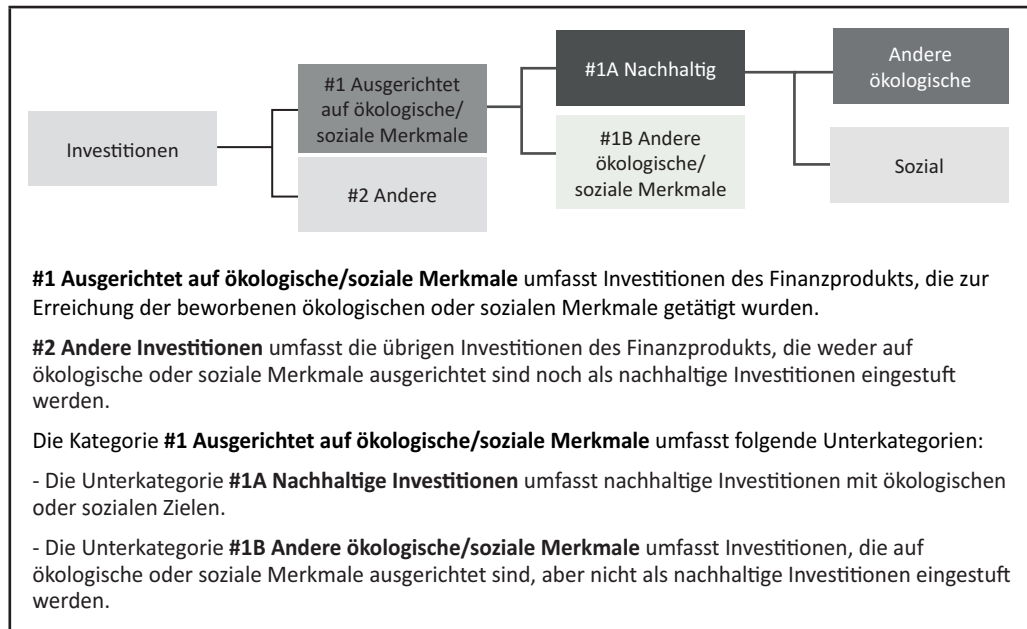 Investitionen
#1 Ausgerichtet
auf ökologische/
soziale Merkmale
#2 Andere
#1A Nachhaltig
#1B Andere
ökologische/
soziale Merkmale
Andere
ökologische
Sozial
#1 Ausgerichtet auf ökologische/soziale Merkmale umfasst Investitionen des Finanzprodukts, die zur
Erreichung der beworbenen ökologischen oder sozialen Merkmale getätigt wurden.
#2 Andere Investitionen umfasst die übrigen Investitionen des Finanzprodukts, die weder auf
ökologische oder soziale Merkmale ausgerichtet sind noch als nachhaltige Investitionen eingestuft
werden.
Die Kategorie #1 Ausgerichtet auf ökologische/soziale Merkmale umfasst folgende Unterkategorien:
- Die Unterkategorie #1A Nachhaltige Investitionen umfasst nachhaltige Investitionen mit ökologischen
oder sozialen Zielen.
- Die Unterkategorie #1B Andere ökologische/soziale Merkmale umfasst Investitionen, die auf
ökologische oder soziale Merkmale ausgerichtet sind, aber nicht als nachhaltige Investitionen eingestuft
werden.